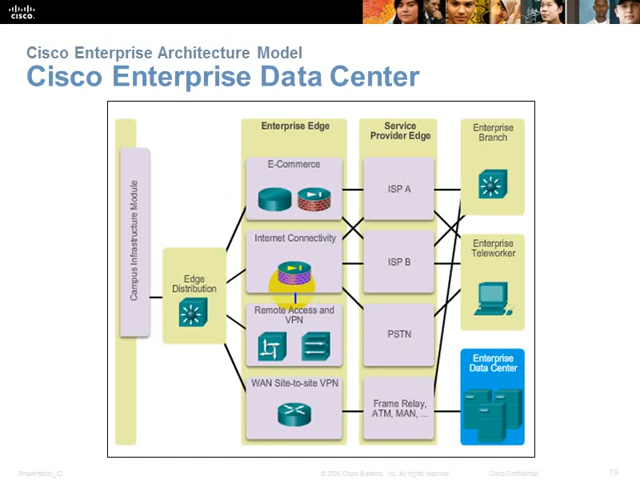 CISCO
Cisco Enterprise Architecture Model
Cisco Enterprise Data Center
Enterprise Edge
Service
Provider Edge
Enterprise
Branch
E-Commerce
ISP A
Campus Infrastructure Module
Internet Connectivity
ISP B
Enterprise
Teleworker
Edge
Distribution
Remote Access and
VPN
PSTN
Enterprise
Data Center
WAN Site-to-site VPN
Frame Relay,
ATM, MAN, ...
Presentation_ID
© 2008 Cisco Systems, Inc. All rights reserved.
Cisco Confidential
19